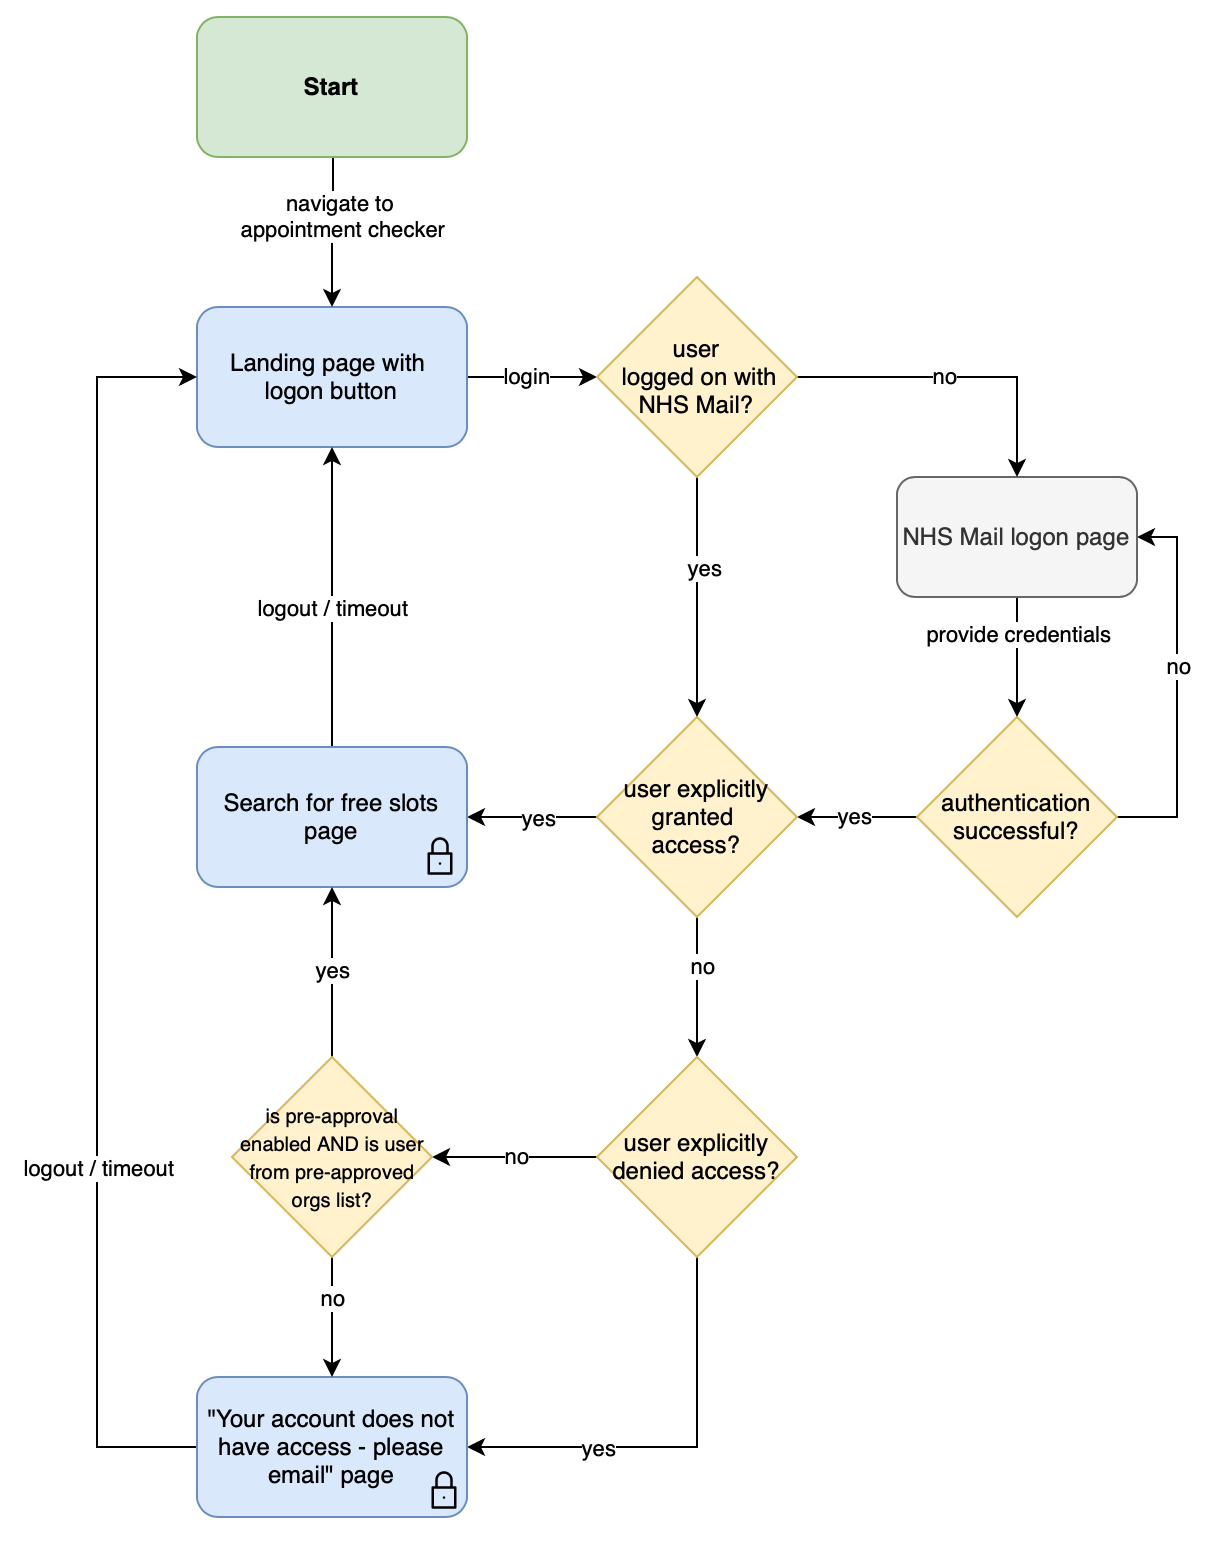 Start
navigate to
appointment checker
Landing page with
logon button
login
user
logged on with
NHS Mail?
no
NHS Mail logon page
yes
logout / timeout
provide credentials
no
Search for free slots
page
yes
user explicitly
granted
access?
yes
authentication
successful?
yes
no
is pre-approval
enabled AND is user
from pre-approved
orgs list?
no
user explicitly
denied access?
logout / timeout
no
"Your account does not
have access - please
email" page
yes